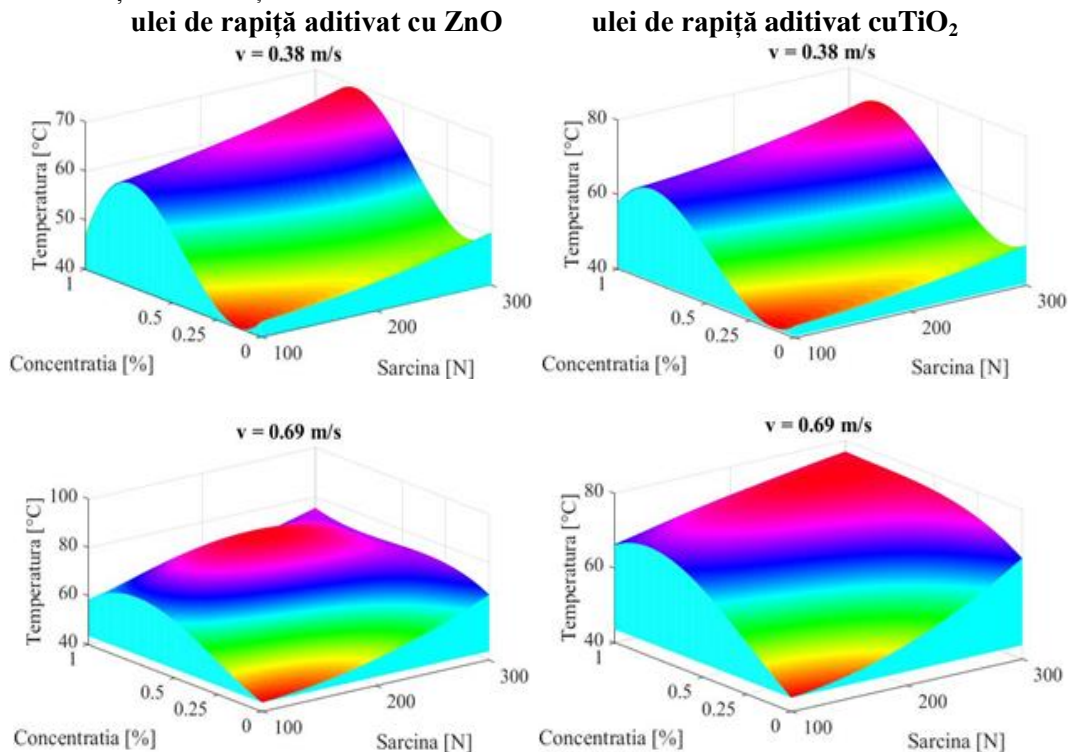 ulei de rapiță aditivat cu ZnO
ulei de rapiță aditivat cuTiO₂
v = 0.38 m/s
70
60
50
40
Temperatura [°C]
1
0.5
0.25
0
Concentratia [%]
100
200
300
Sarcina [N]
v = 0.38 m/s
80
60
40
Temperatura [°C]
1
0.5
0.25
0
Concentratia [%]
100
200
300
Sarcina [N]
v = 0.69 m/s
100
80
60
40
Temperatura [°C]
1
0.5
0.25
0
Concentratia [%]
100
200
300
Sarcina [N]
v = 0.69 m/s
80
60
40
Temperatura [°C]
1
0.5
0.25
0
Concentratia [%]
100
200
300
Sarcina [N]